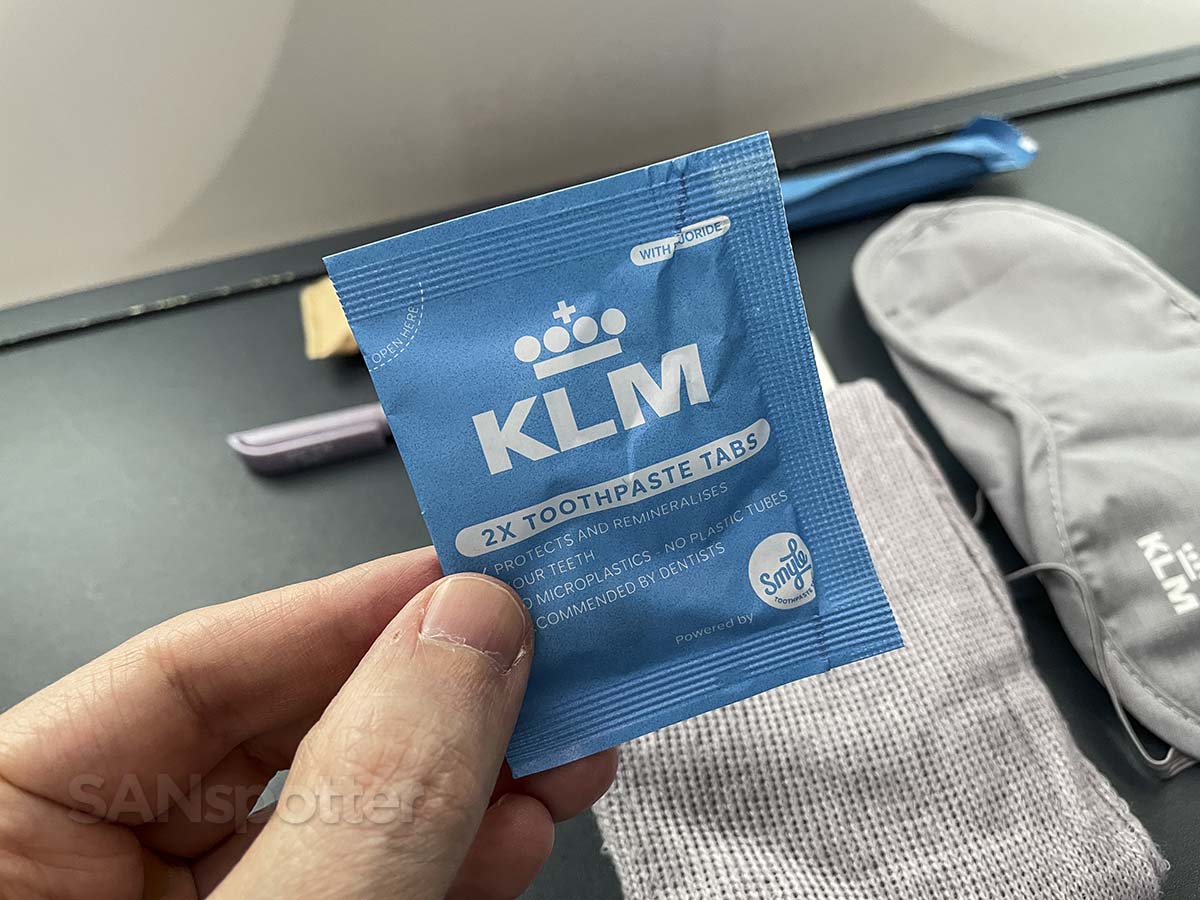 WITH
OPEN HERE
KLM
2X TOOTHPASTE TABS
PROTECTS AND REMINERALISES
YOUR TEETH
MICROPLASTICS - NO PLASTIC TUBES
BY DENTISTS
Powered by
Smyle
TOOTHPASTE
KLM
SANspotter